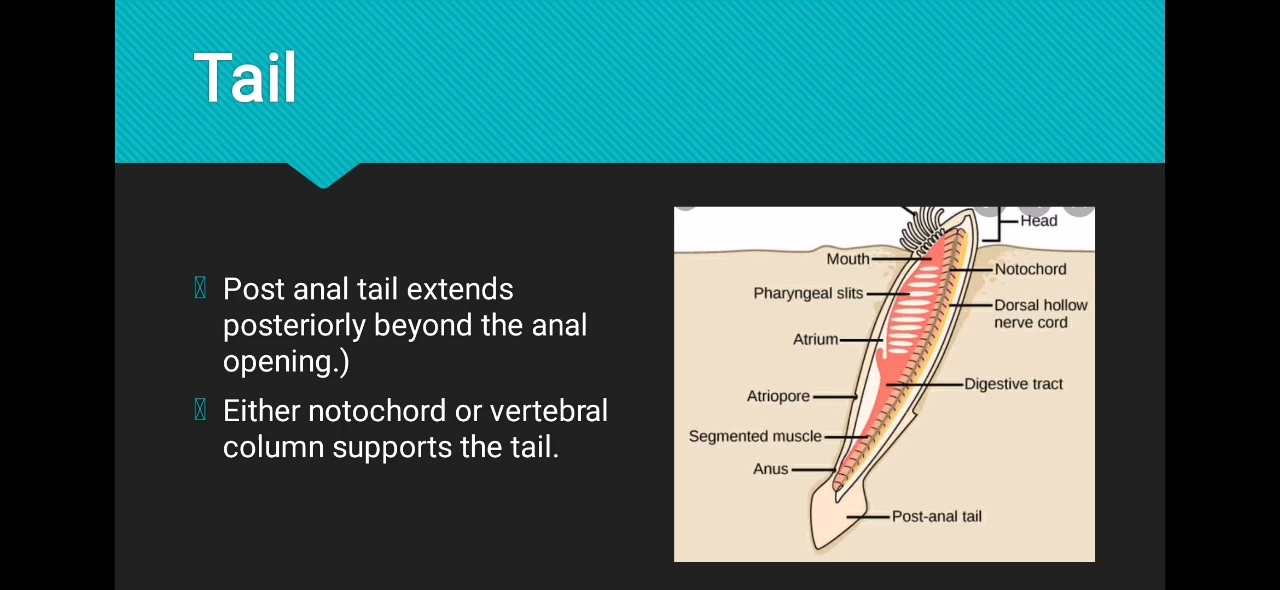 Tail
Post anal tail extends
posteriorly beyond the anal
opening.)
Either notochord or vertebral
column supports the tail.
Head
Mouth
Notochord
Pharyngeal slits
Dorsal hollow
nerve cord
Atrium
Digestive tract
Atriopore
Segmented muscle
Anus
Post-anal tail